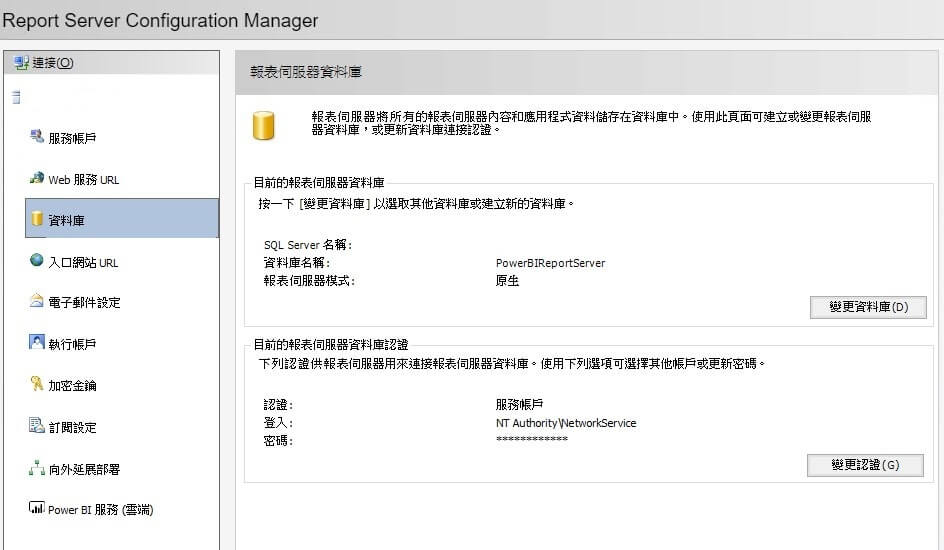 Report Server Configuration Manager
連接(O)
服務帳戶
Web 服務 URL
資料庫
入口網站 URL
電子郵件設定
執行帳戶
加密金鑰
訂閱設定
向外延展部署
Power BI 服務 (雲端)
報表伺服器資料庫
報表伺服器將所有的報表伺服器內容和應用程式資料儲存在資料庫中。使用此頁面可建立或變更報表伺服
器資料庫，或更新資料庫連接認證。
目前的報表伺服器資料庫
按一下 [變更資料庫] 以選取其他資料庫或建立新的資料庫。
SQL Server 名稱:
資料庫名稱: PowerBIReportServer
報表伺服器模式: 原生
變更資料庫(D)
目前的報表伺服器資料庫認證
下列認證供報表伺服器用來連接報表伺服器資料庫。使用下列選項可選擇其他帳戶或更新密碼。
認證: 服務帳戶
登入: NT Authority\NetworkService
密碼: ************
變更認證(G)